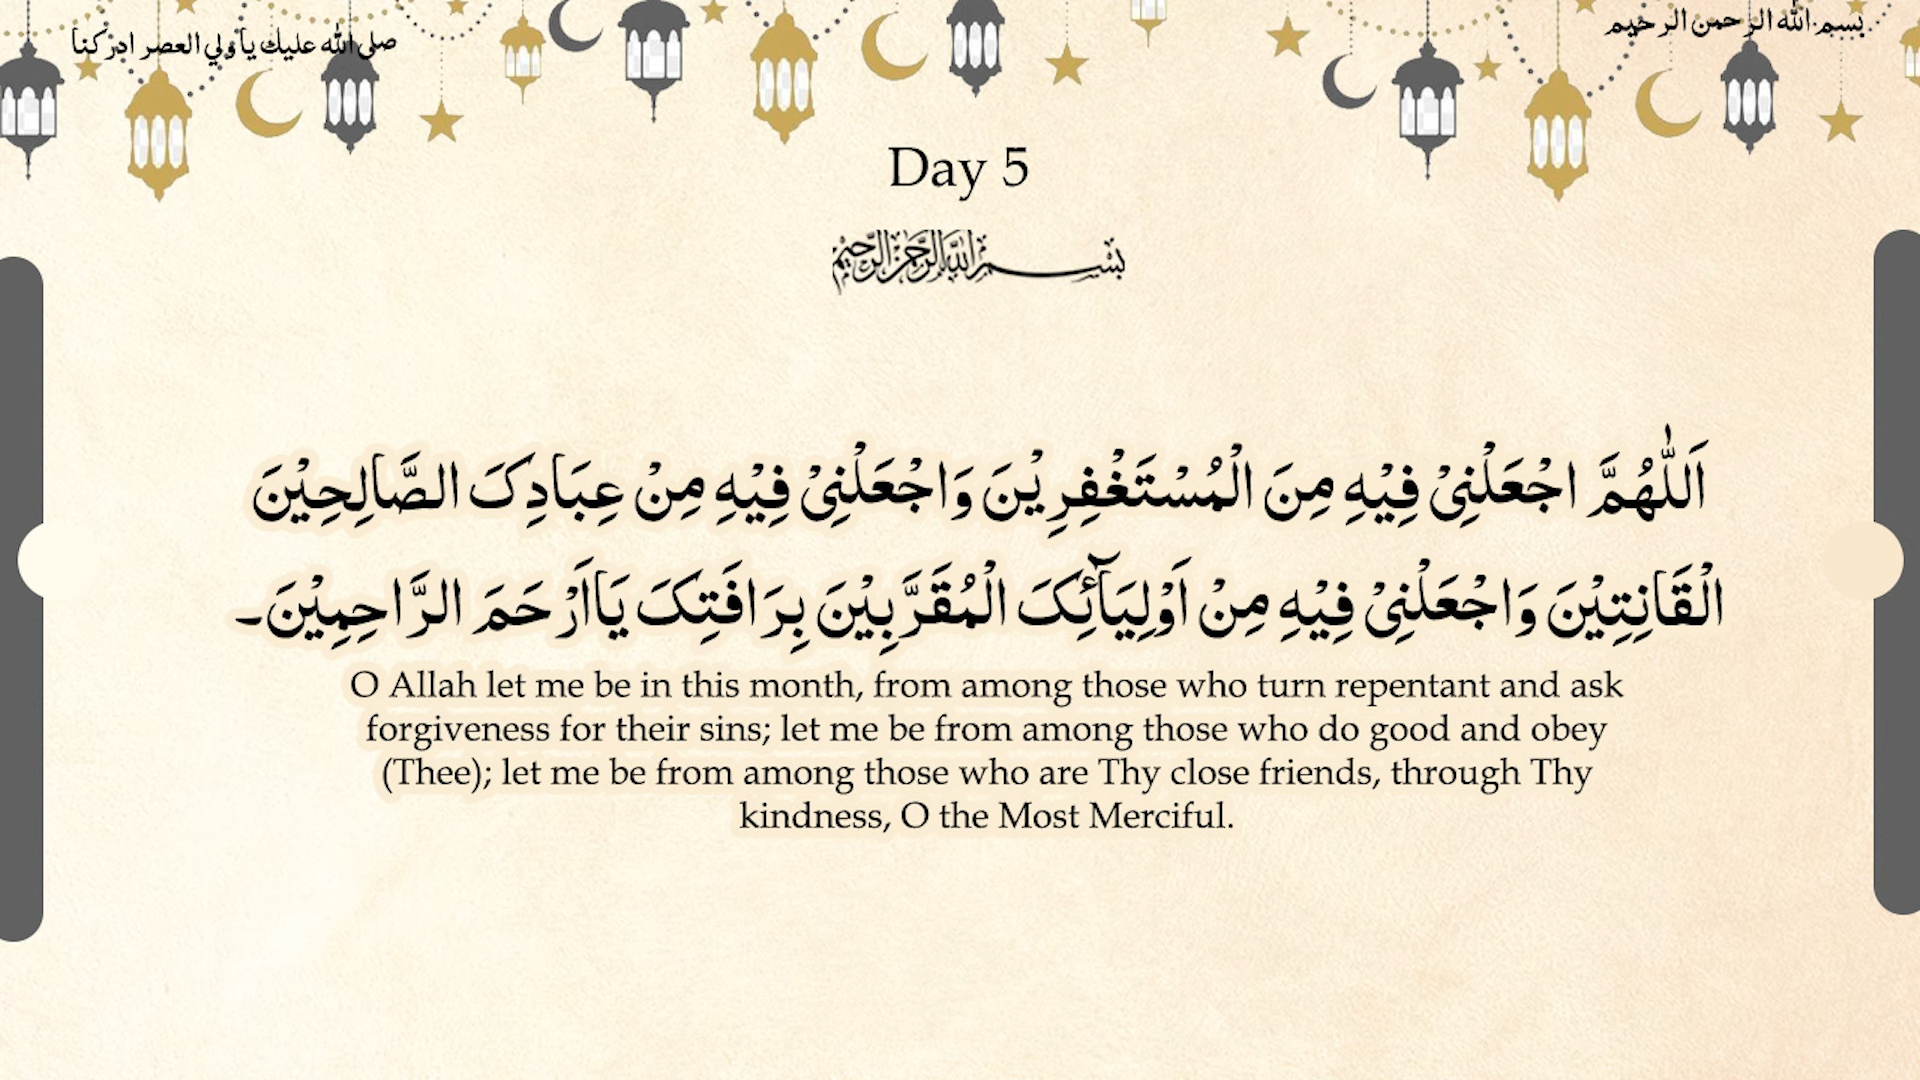 بسم الله الرحمن الرحيم
صلى الله عليك يا ولي العصر ادركنا
Day 5
بسم الله الرحمن الرحيم
اَللّٰهُمَّ اجْعَلْنِیْ فِیْهِ مِنَ الْمُسْتَغْفِرِیْنَ وَاجْعَلْنِیْ فِیْهِ مِنْ عِبَادِکَ الصَّالِحِیْنَ
الْقَانِتِیْنَ وَاجْعَلْنِیْ فِیْهِ مِنْ اَوْلِیَآئِکَ الْمُقَرَّبِیْنَ بِرَافَتِکَ یَااَرْحَمَ الرَّاحِمِیْنَ۔
O Allah let me be in this month, from among those who turn repentant and ask
forgiveness for their sins; let me be from among those who do good and obey
(Thee); let me be from among those who are Thy close friends, through Thy
kindness, O the Most Merciful.